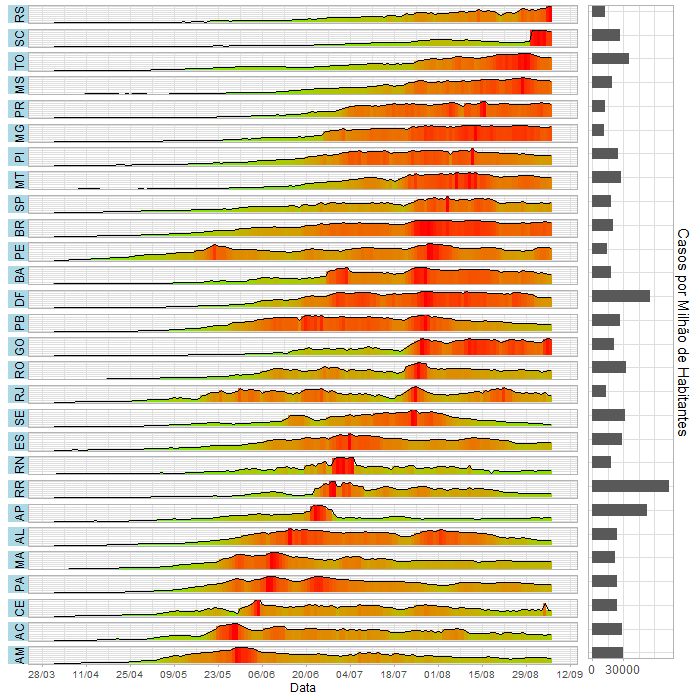 RS
SC
TO
MS
PR
MG
PI
MT
SP
BR
PE
BA
DF
PB
GO
RO
RJ
SE
ES
RN
RR
AP
AL
MA
PA
CE
AC
AM
28/03 11/04 25/04 09/05 23/05 06/06 20/06 04/07 18/07 01/08 15/08 29/08 12/09
Data
0 30000
Casos por Milhão de Habitantes